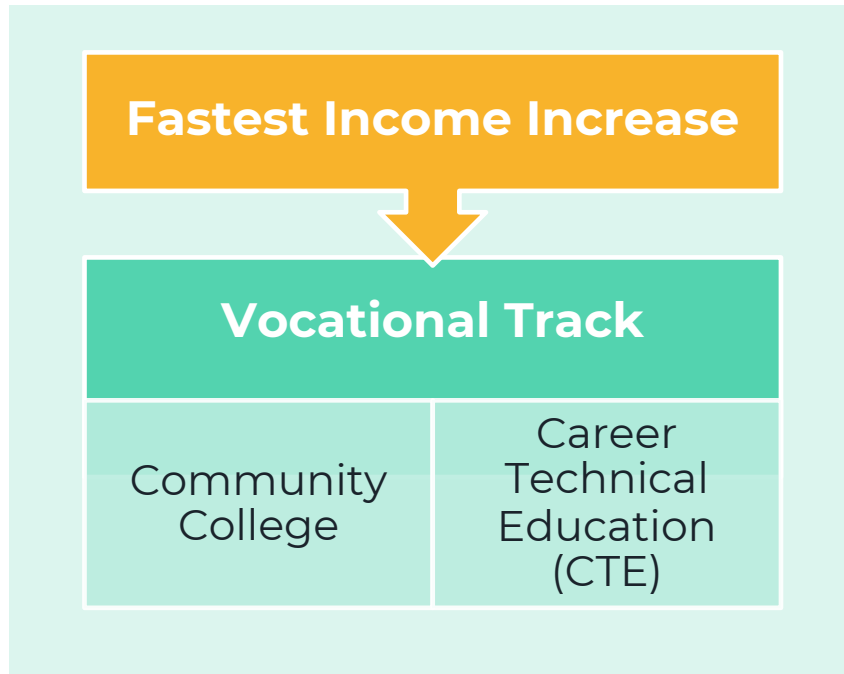 Fastest Income Increase
Vocational Track
Community
College
Career
Technical
Education
(CTE)